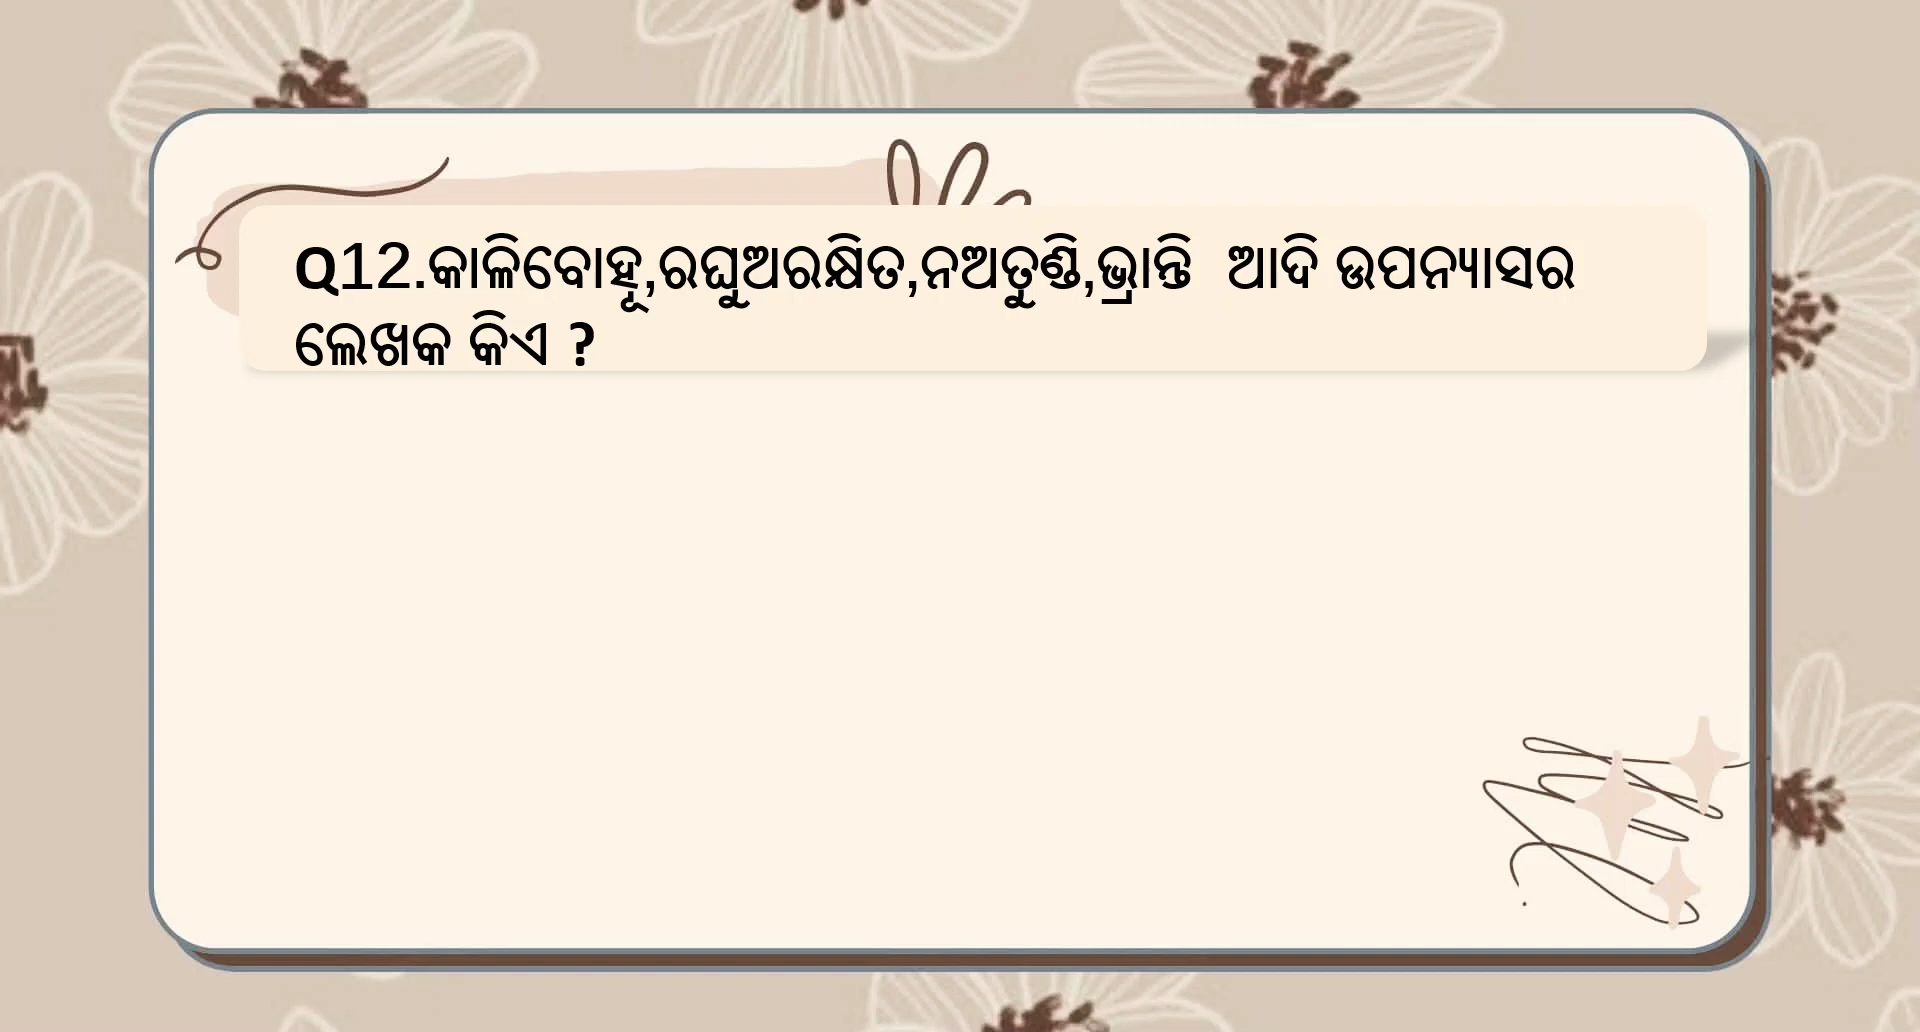 Q12.କାଳିବୋହୂ,ରଘୁଅରକ୍ଷିତ,ନଅତୁଣ୍ଡି,ଭ୍ରାନ୍ତି  ଆଦି ଉପନ୍ୟାସର
ଲେଖକ କିଏ ?